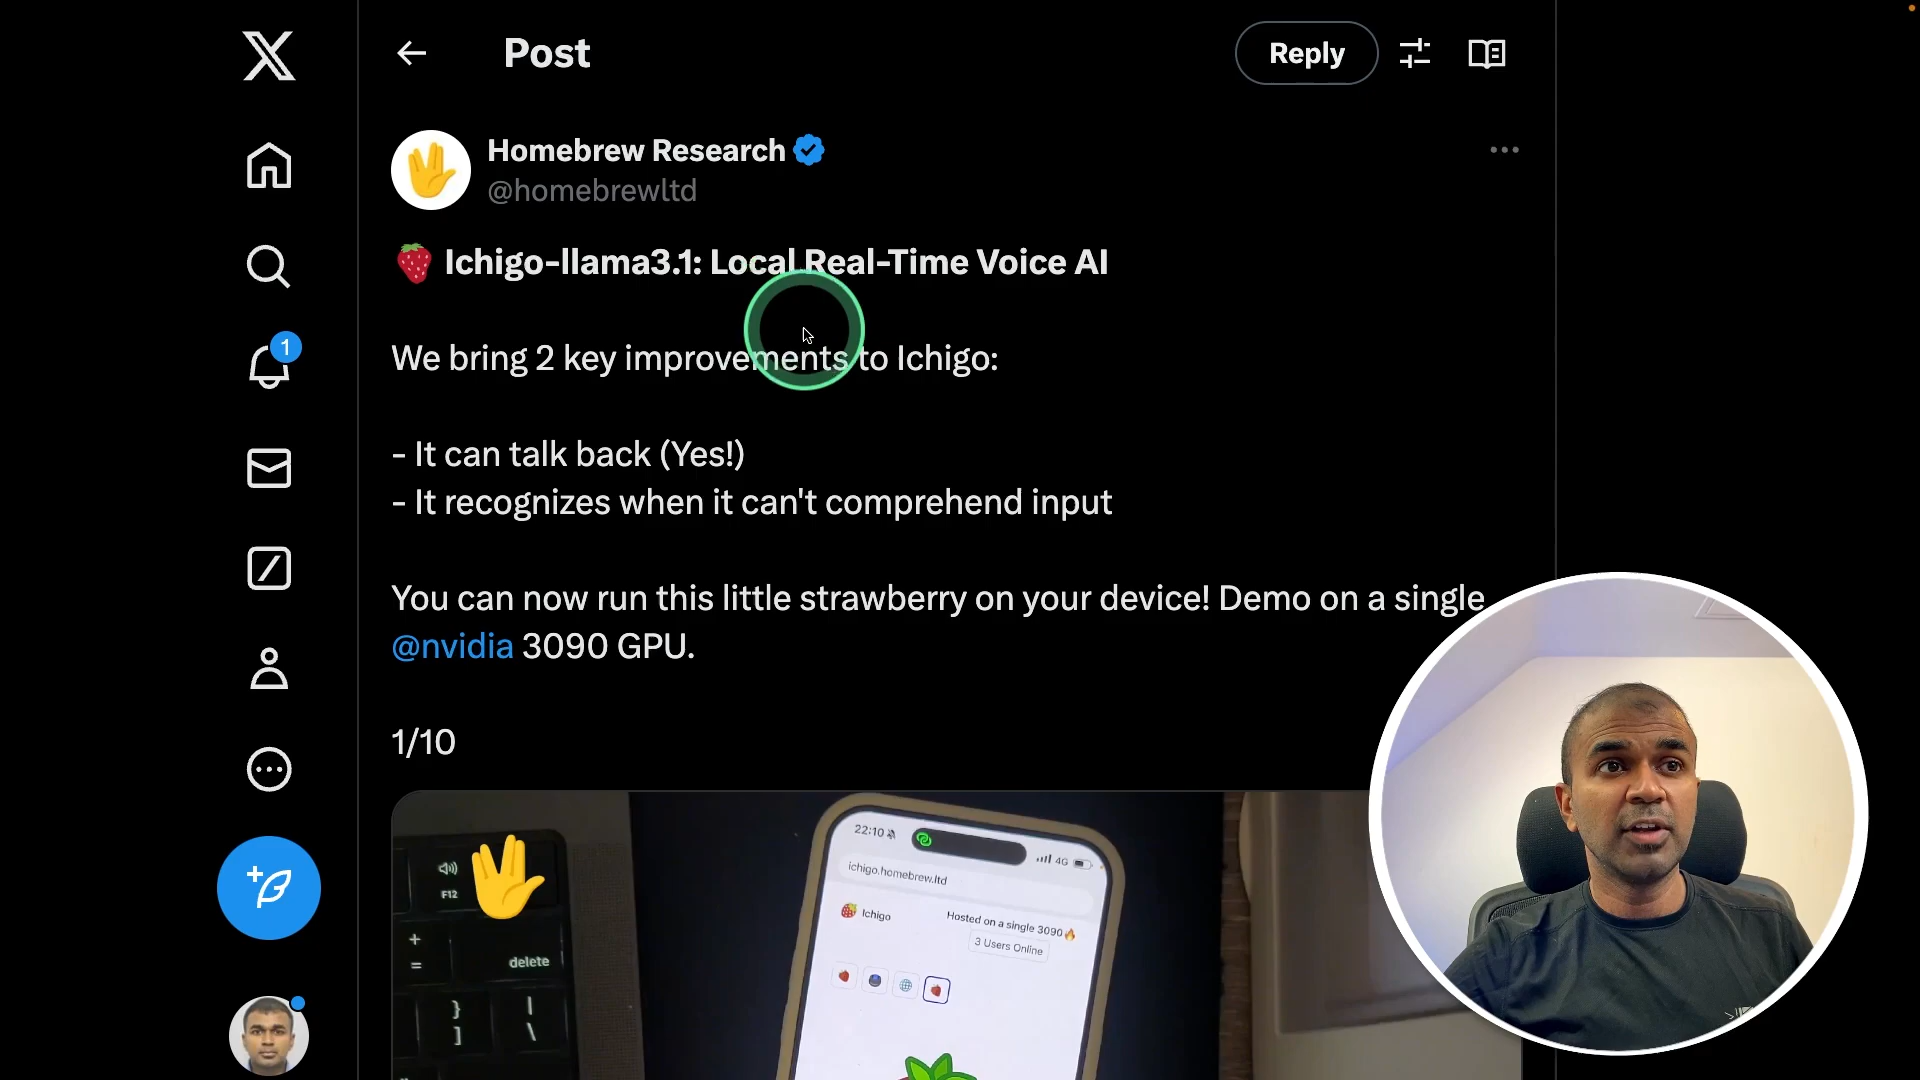 Post
Reply
Homebrew Research
@homebrewltd
🍓 Ichigo-llama3.1: Local Real-Time Voice AI
We bring 2 key improvements to Ichigo:
- It can talk back (Yes!)
- It recognizes when it can't comprehend input
You can now run this little strawberry on your device! Demo on a single
@nvidia 3090 GPU.
1/10
1
22:10
4G
ichigo.homebrew.ltd
Ichigo
Hosted on a single 3090🔥
3 Users Online
F12
+
=
delete
}
]
|
\